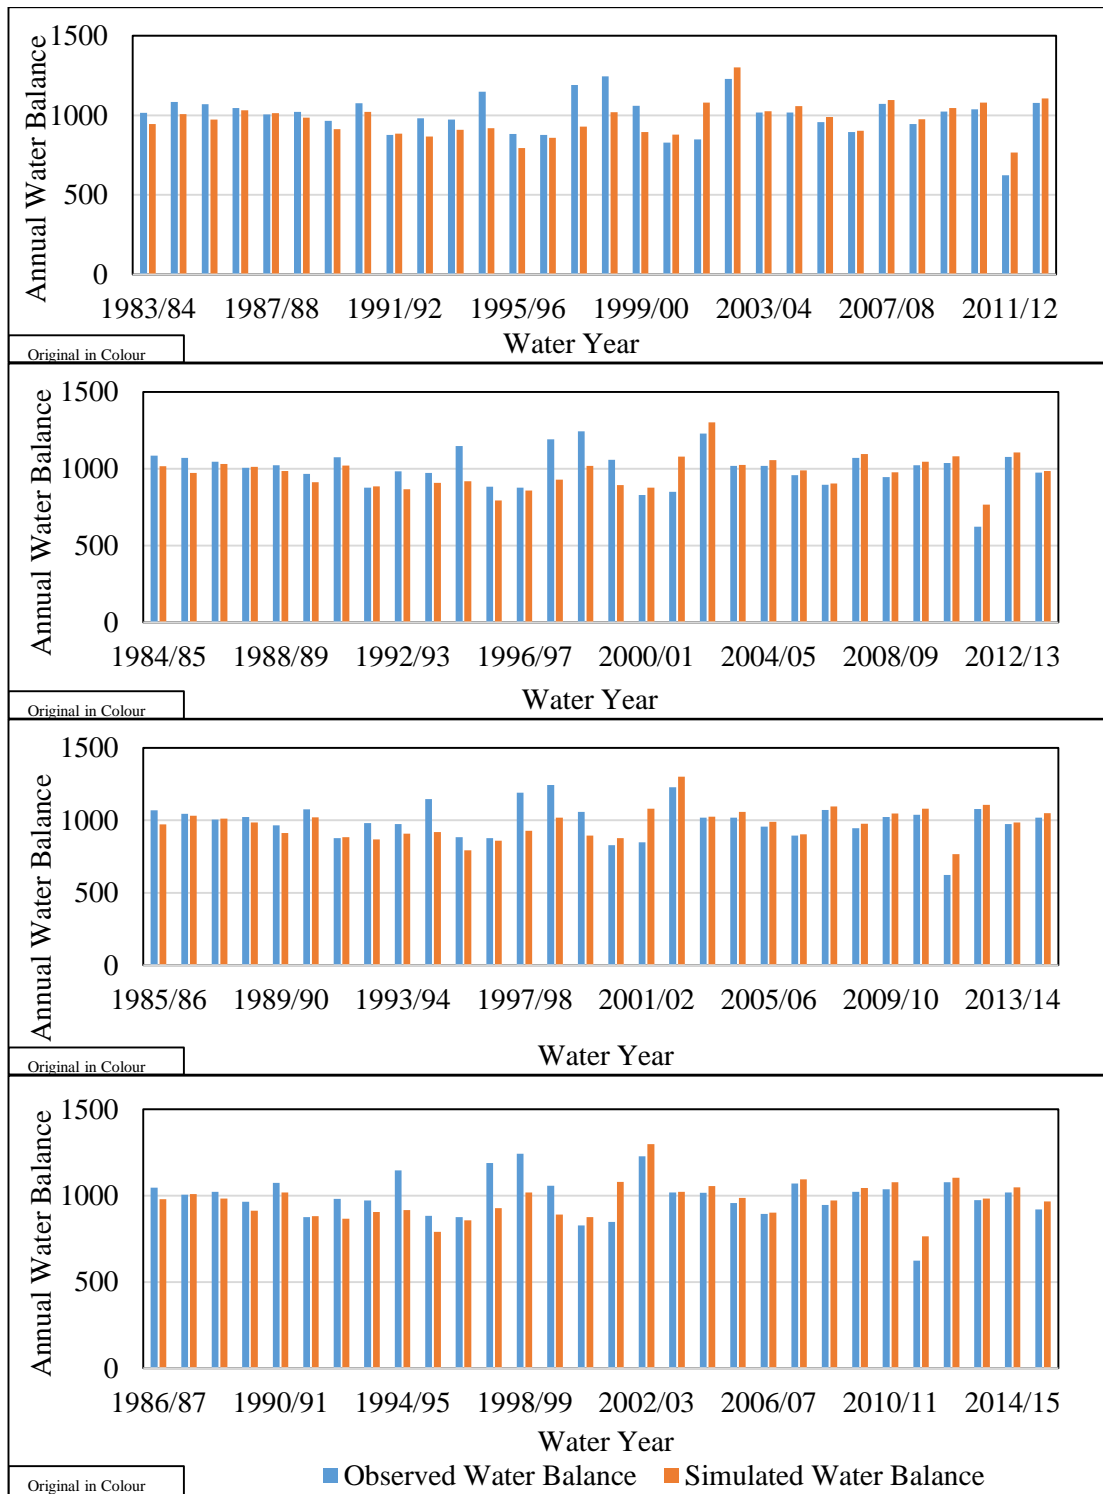 Annual Water Balance
1500
1000
500
0
1983/84 1987/88 1991/92 1995/96 1999/00 2003/04 2007/08 2011/12
Water Year
Original in Colour
Annual Water Balance
1500
1000
500
0
1984/85 1988/89 1992/93 1996/97 2000/01 2004/05 2008/09 2012/13
Water Year
Original in Colour
Annual Water Balance
1500
1000
500
0
1985/86 1989/90 1993/94 1997/98 2001/02 2005/06 2009/10 2013/14
Water Year
Original in Colour
Annual Water Balance
1500
1000
500
0
1986/87 1990/91 1994/95 1998/99 2002/03 2006/07 2010/11 2014/15
Water Year
Observed Water Balance Simulated Water Balance
Original in Colour